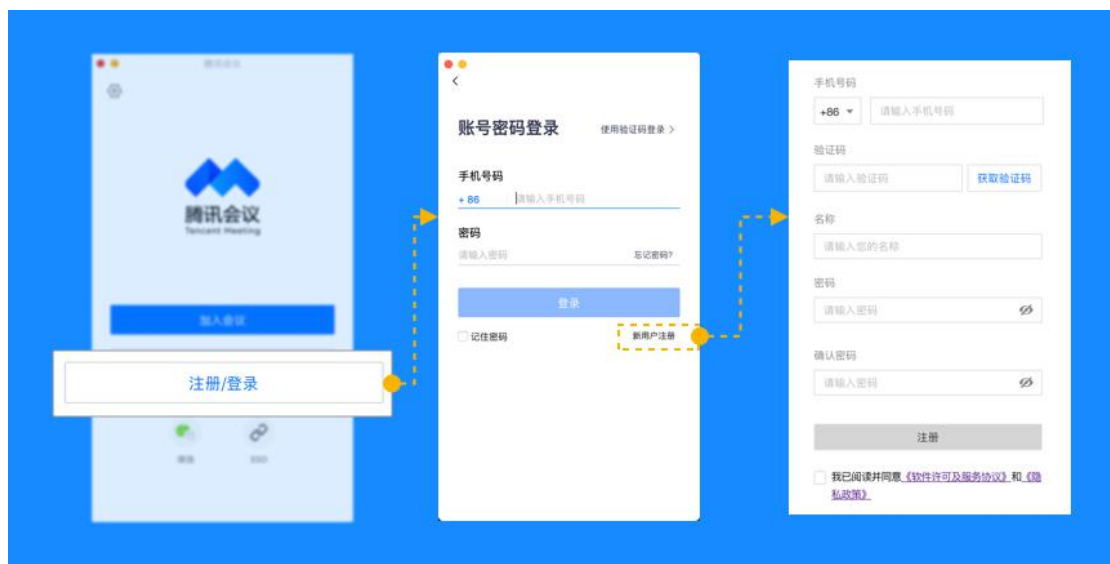 腾讯会议
腾讯会议
Tencent Meeting
加入会议
注册/登录
微信
SSO
账号密码登录
使用验证码登录 >
手机号码
+ 86
请输入手机号码
密码
请输入密码
忘记密码?
登录
记住密码
新用户注册
手机号码
+86
请输入手机号码
验证码
请输入验证码
获取验证码
名称
请输入您的名称
密码
请输入密码
确认密码
请输入密码
注册
我已阅读并同意《软件许可及服务协议》和《隐
私政策》